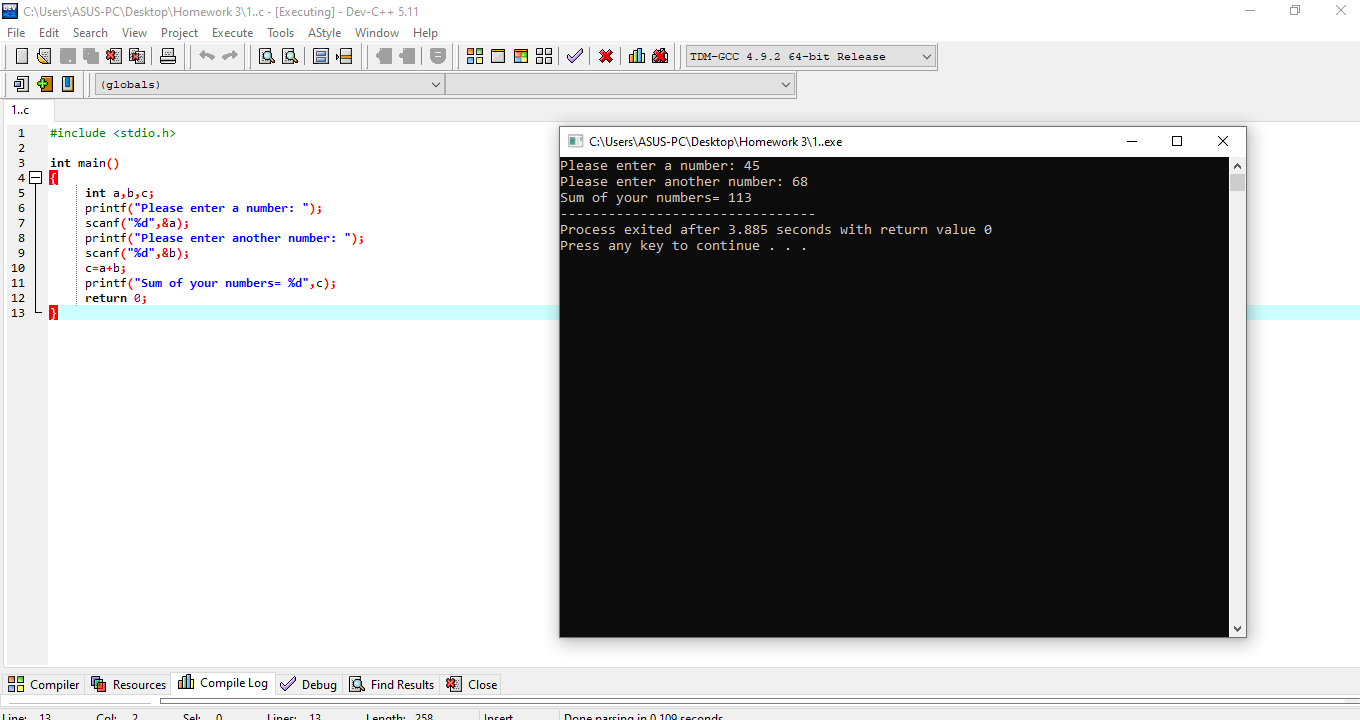 C:\Users\ASUS-PC\Desktop\Homework 3\1..c - [Executing] - Dev-C++ 5.11
File Edit Search View Project Execute Tools AStyle Window Help
TDM-GCC 4.9.2 64-bit Release
(globals)
1..c
1 #include <stdio.h>
2
3 int main()
4 {
5 int a,b,c;
6 printf("Please enter a number: ");
7 scanf("%d",&a);
8 printf("Please enter another number: ");
9 scanf("%d",&b);
10 c=a+b;
11 printf("Sum of your numbers= %d",c);
12 return 0;
13 }
C:\Users\ASUS-PC\Desktop\Homework 3\1..exe
Please enter a number: 45
Please enter another number: 68
Sum of your numbers= 113
--------------------------------
Process exited after 3.885 seconds with return value 0
Press any key to continue . . .
Compiler Resources Compile Log Debug Find Results Close
Line: 13 Col: 2 Sel: 0 Lines: 13 Length: 258 Insert Done parsing in 0.109 seconds